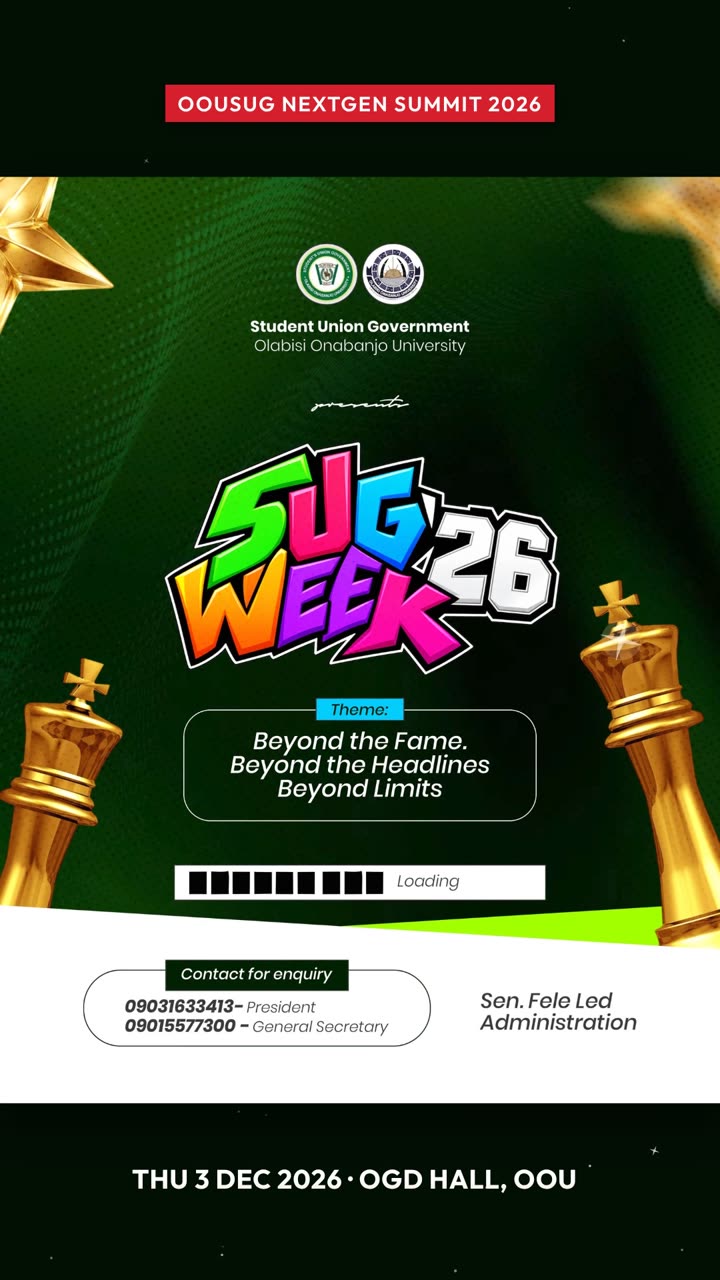 OOUSUG NEXTGEN SUMMIT 2026
Student Union Government
Olabisi Onabanjo University
presents
SUG
WEEK
'26
Theme:
Beyond the Fame.
Beyond the Headlines
Beyond Limits
Loading
Contact for enquiry
09031633413– President
09015577300 – General Secretary
Sen. Fele Led
Administration
THU 3 DEC 2026 · OGD HALL, OOU